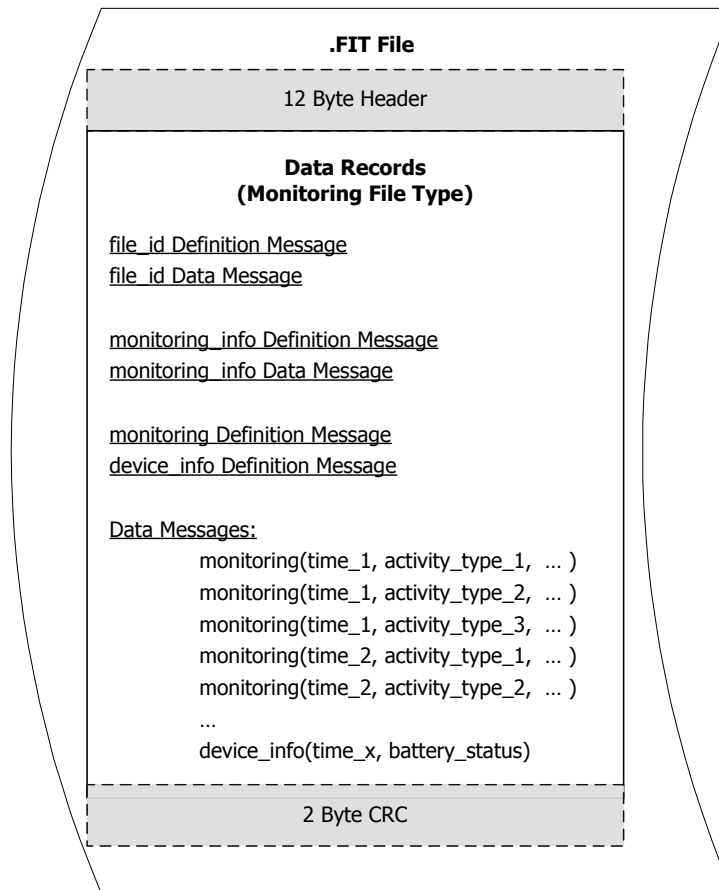 .FIT File
12 Byte Header
Data Records
(Monitoring File Type)
file_id Definition Message
file_id Data Message
monitoring_info Definition Message
monitoring_info Data Message
monitoring Definition Message
device_info Definition Message
Data Messages:
monitoring(time_1, activity_type_1, … )
monitoring(time_1, activity_type_2, … )
monitoring(time_1, activity_type_3, … )
monitoring(time_2, activity_type_1, … )
monitoring(time_2, activity_type_2, … )
…
device_info(time_x, battery_status)
2 Byte CRC